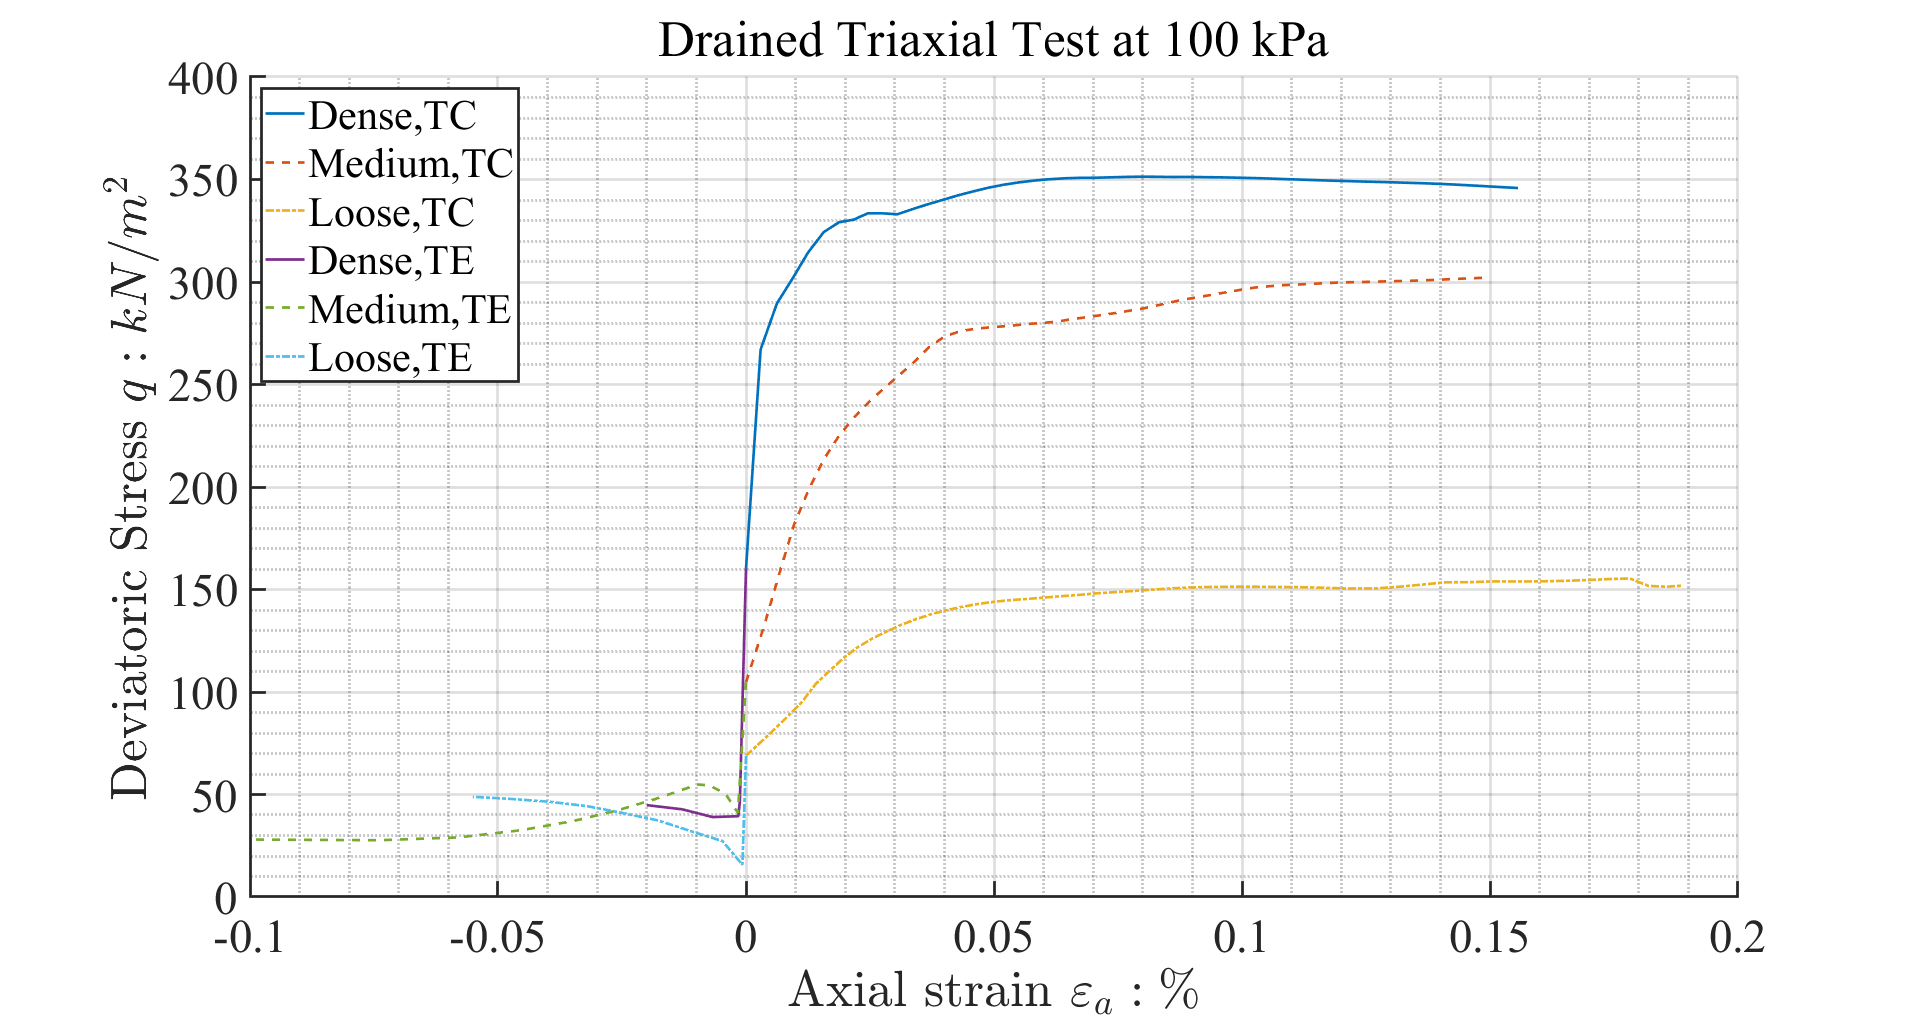 Drained Triaxial Test at 100 kPa
Deviatoric Stress q : kN/m²
400
350
300
250
200
150
100
50
0
Dense,TC
Medium,TC
Loose,TC
Dense,TE
Medium,TE
Loose,TE
-0.1 -0.05 0 0.05 0.1 0.15 0.2
Axial strain εₐ : %